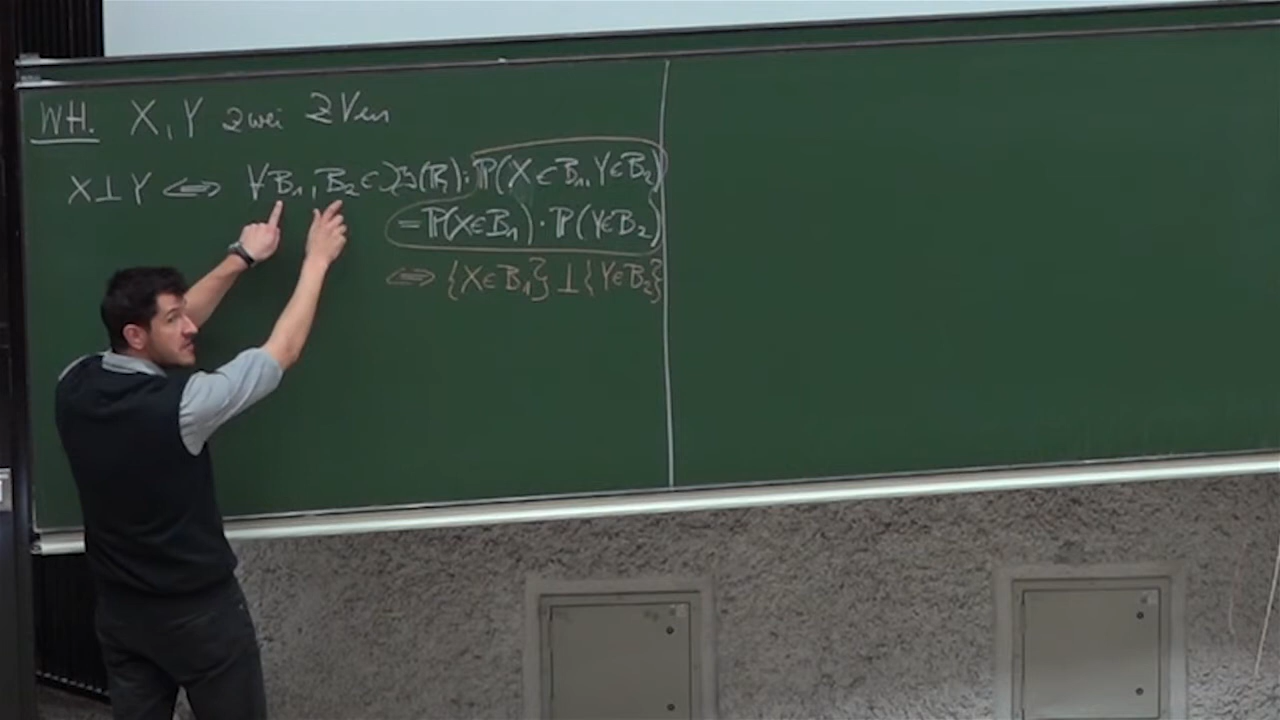 WH. X, Y zwei ZVen
X⊥Y ⟺ ∀B₁, B₂ ∈ 𝔅(ℝ): ℙ(X∈B₁, Y∈B₂)
= ℙ(X∈B₁) · ℙ(Y∈B₂)
⟺ {X∈B₁} ⊥ {Y∈B₂}